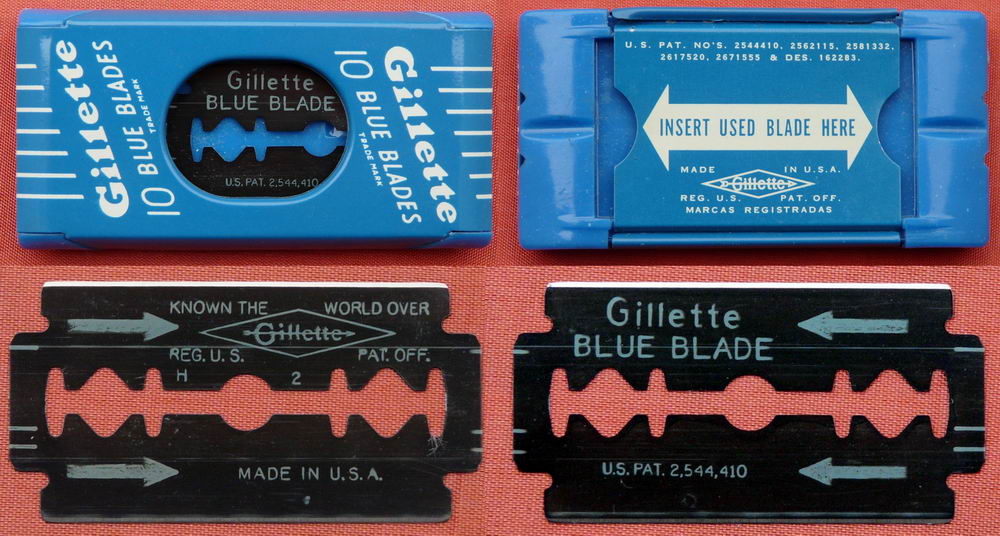 Gillette
10 BLUE BLADES
TRADE MARK
Gillette
BLUE BLADE
U.S. PAT. 2,544,410
Gillette
10 BLUE BLADES
TRADE MARK
U.S. PAT. NO'S. 2544410, 2562115, 2581332,
2617520, 2671555 & DES. 162283.
INSERT USED BLADE HERE
MADE IN U.S.A.
Gillette
REG. U.S. PAT. OFF.
MARCAS REGISTRADAS
KNOWN THE WORLD OVER
Gillette
REG. U.S. PAT. OFF.
H 2
MADE IN U.S.A.
Gillette
BLUE BLADE
U.S. PAT. 2,544,410